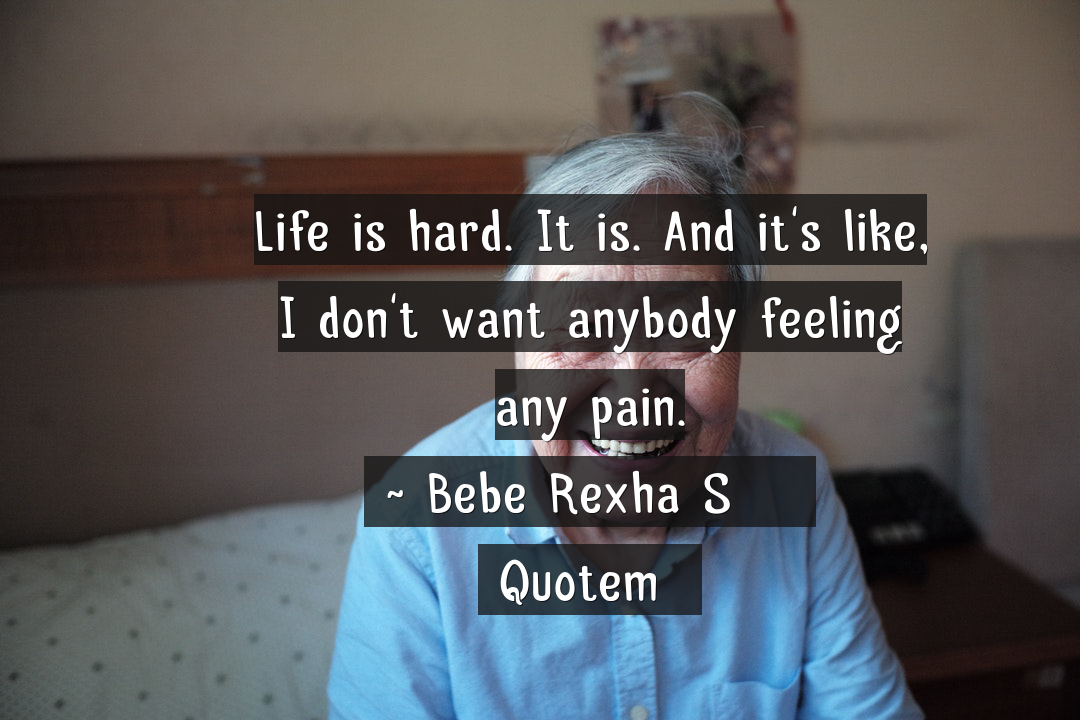 Life is hard. It is. And it's like,
I don't want anybody feeling
any pain.
~ Bebe Rexha S
Quotem